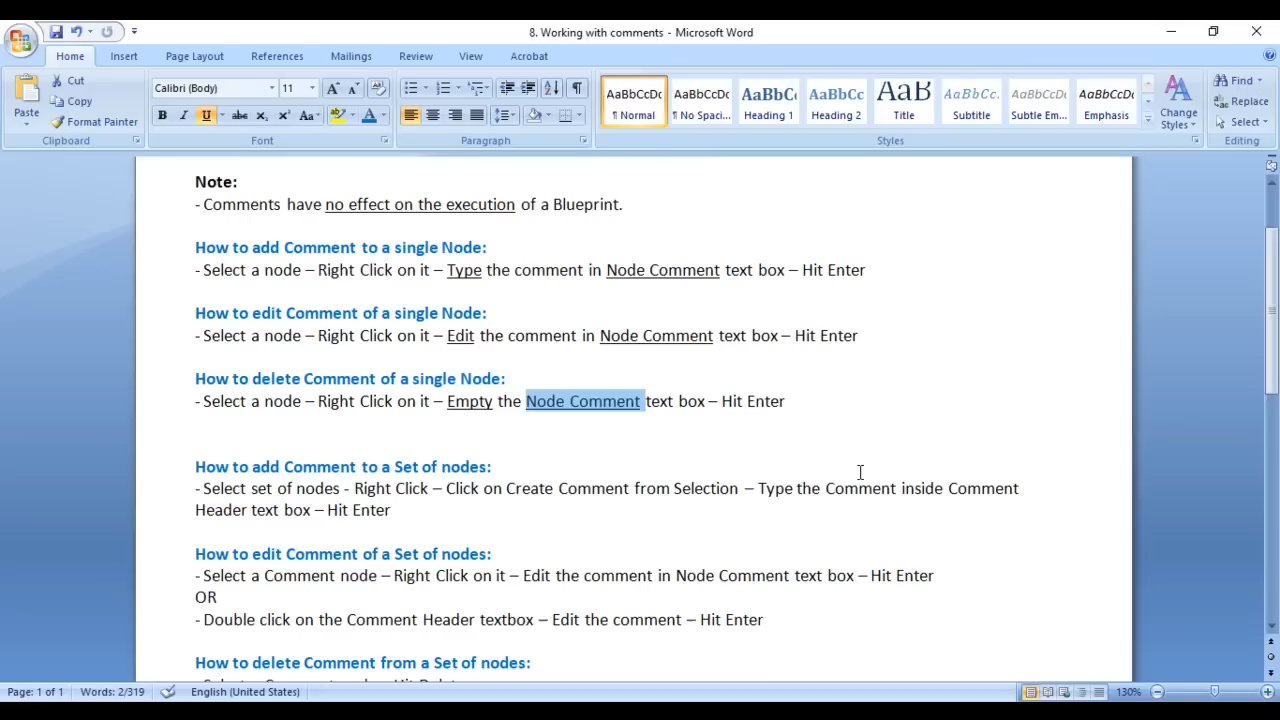 8. Working with comments - Microsoft Word
Home Insert Page Layout References Mailings Review View Acrobat
Paste
Cut
Copy
Format Painter
Clipboard
Calibri (Body) 11
B I U abc x₂ x² Aa
Font
Paragraph
AaBbCcDc AaBbCcDc AaBbC AaBbCc AaB AaBbCc. AaBbCcDc AaBbCcDc
¶ Normal ¶ No Spaci... Heading 1 Heading 2 Title Subtitle Subtle Em... Emphasis
Styles
Change Styles
Find
Replace
Select
Editing
Note:
- Comments have no effect on the execution of a Blueprint.
How to add Comment to a single Node:
- Select a node – Right Click on it – Type the comment in Node Comment text box – Hit Enter
How to edit Comment of a single Node:
- Select a node – Right Click on it – Edit the comment in Node Comment text box – Hit Enter
How to delete Comment of a single Node:
- Select a node – Right Click on it – Empty the Node Comment text box – Hit Enter
How to add Comment to a Set of nodes:
- Select set of nodes - Right Click – Click on Create Comment from Selection – Type the Comment inside Comment
Header text box – Hit Enter
How to edit Comment of a Set of nodes:
- Select a Comment node – Right Click on it – Edit the comment in Node Comment text box – Hit Enter
OR
- Double click on the Comment Header textbox – Edit the comment – Hit Enter
How to delete Comment from a Set of nodes:
Page: 1 of 1 Words: 2/319 English (United States) 130%